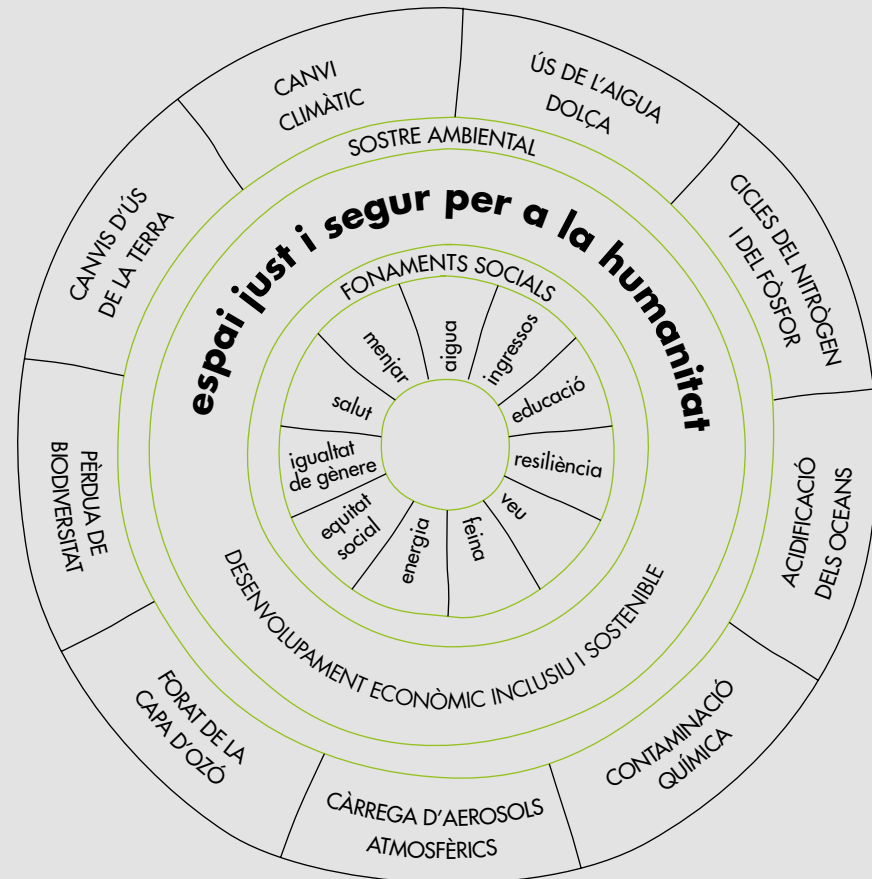 CANVI
CLIMÀTIC
ÚS DE L'AIGUA
DOLÇA
CICLES DEL NITRÒGEN
I DEL FÒSFOR
ACIDIFICACIÓ
DELS OCEANS
CONTAMINACIÓ
QUÍMICA
CÀRREGA D'AEROSOLS
ATMOSFÈRICS
FORAT DE LA
CAPA D'OZÓ
PÈRDUA DE
BIODIVERSITAT
CANVIS D'ÚS
DE LA TERRA
SOSTRE AMBIENTAL
espai just i segur per a la humanitat
FONAMENTS SOCIALS
aigua
ingressos
educació
resiliència
veu
feina
energia
equitat
social
igualtat
de gènere
salut
menjar
DESENVOLUPAMENT ECONÒMIC INCLUSIU I SOSTENIBLE